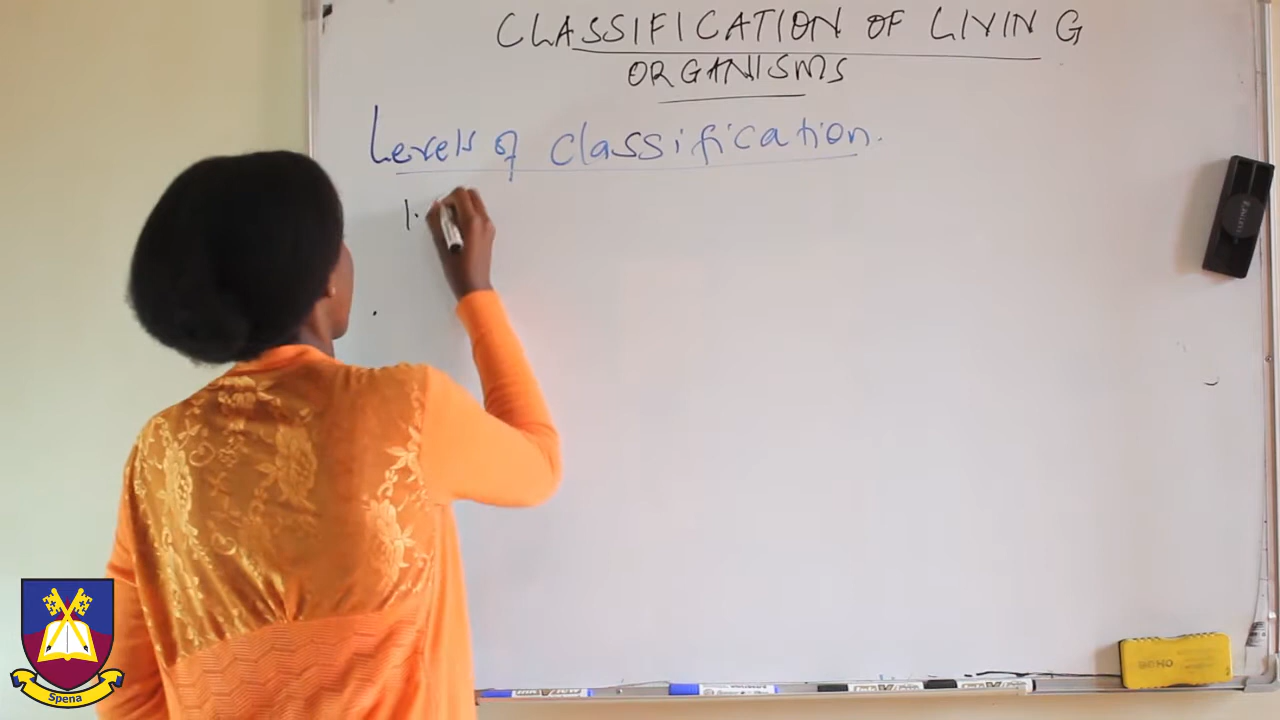 CLASSIFICATION OF LIVING
ORGANISMS
Levels of classification.
1.
Spena